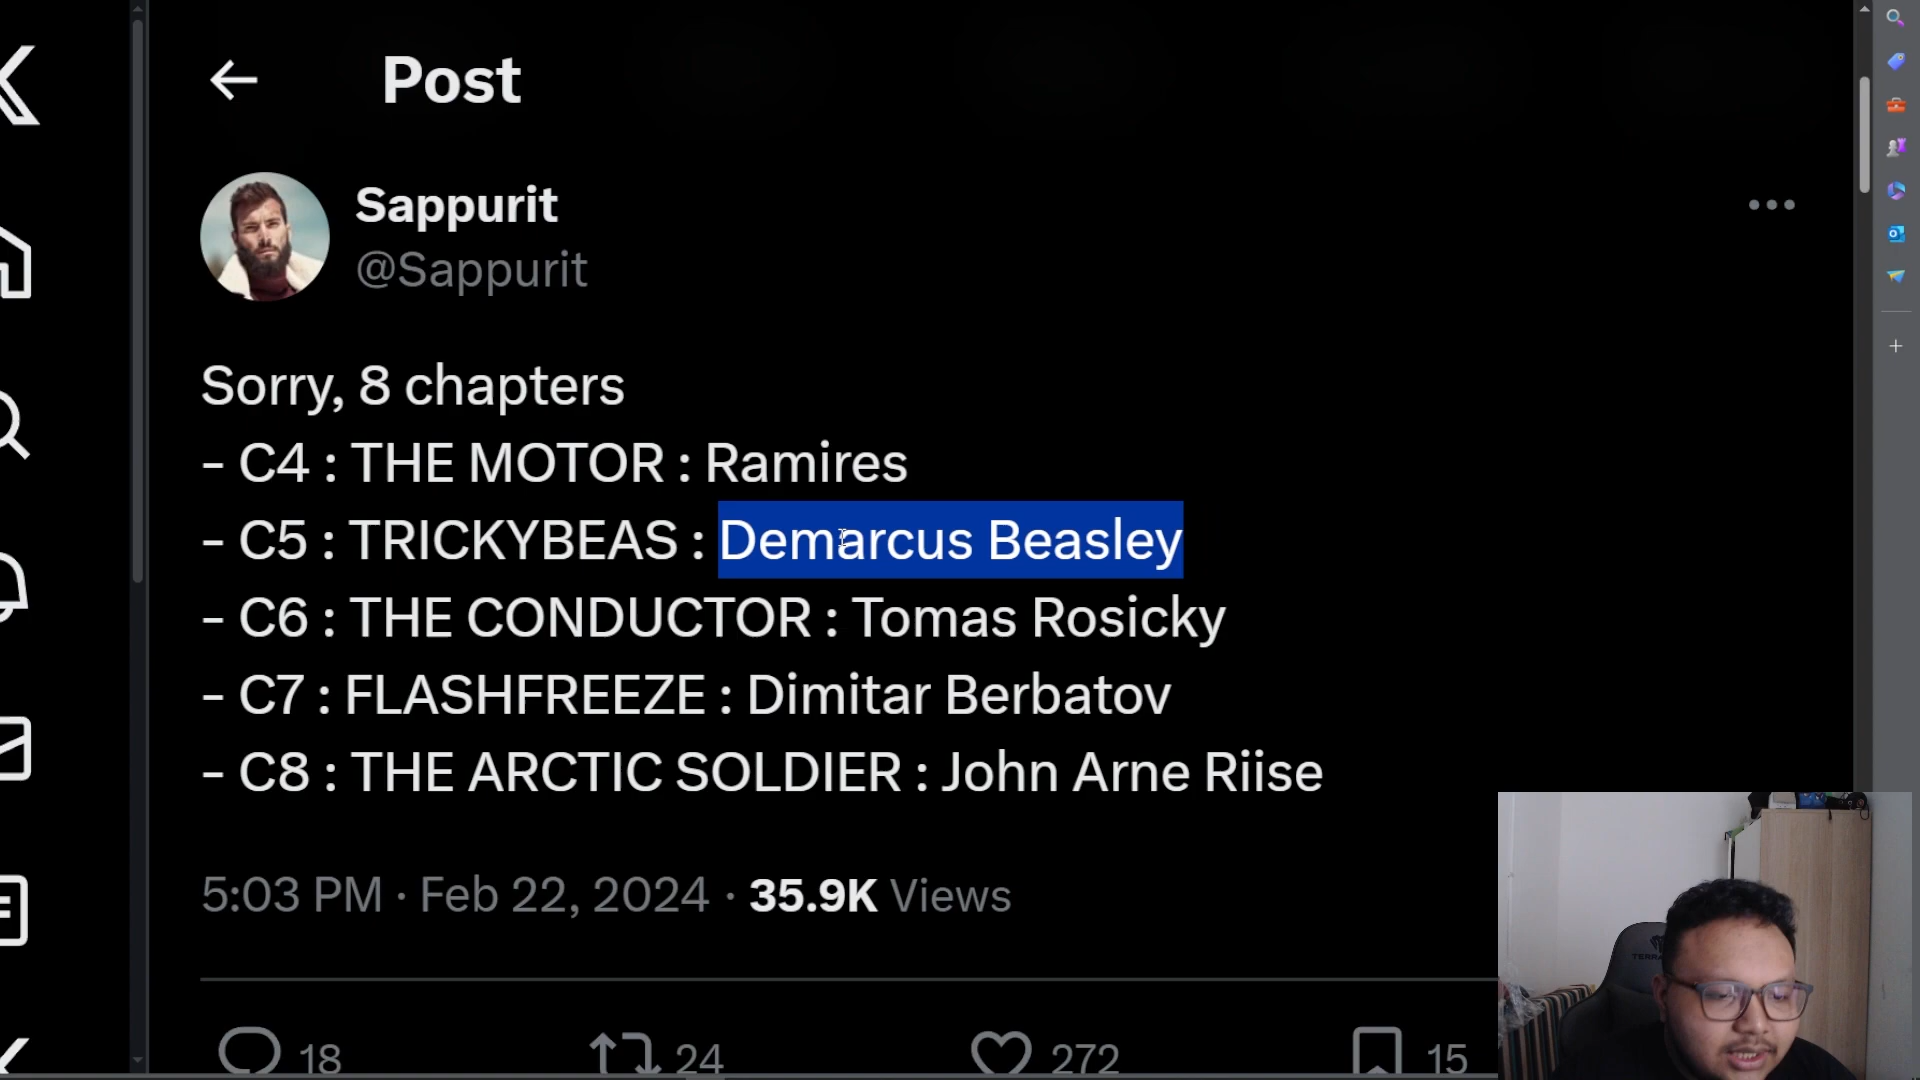 Post
Sappurit
@Sappurit
Sorry, 8 chapters
- C4 : THE MOTOR : Ramires
- C5 : TRICKYBEAS : Demarcus Beasley
- C6 : THE CONDUCTOR : Tomas Rosicky
- C7 : FLASHFREEZE : Dimitar Berbatov
- C8 : THE ARCTIC SOLDIER : John Arne Riise
5:03 PM · Feb 22, 2024 · 35.9K Views
18 24 272 15